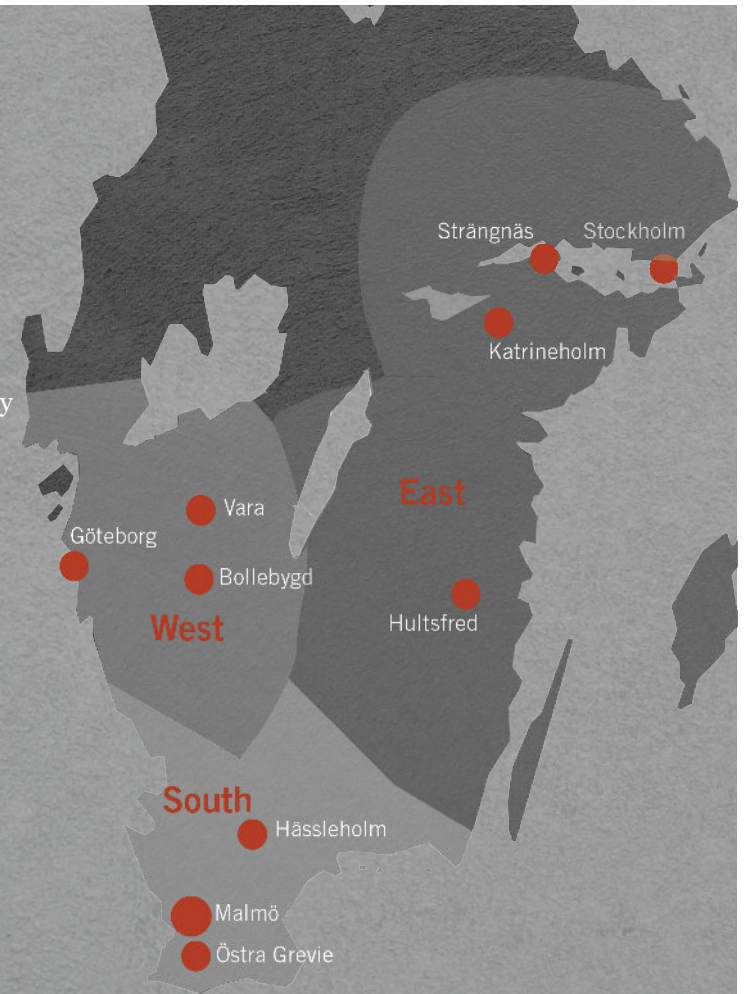 Strängnäs
Stockholm
Katrineholm
y
East
Vara
Göteborg
Bollebygd
Hultsfred
West
South
Hässleholm
Malmö
Östra Grevie